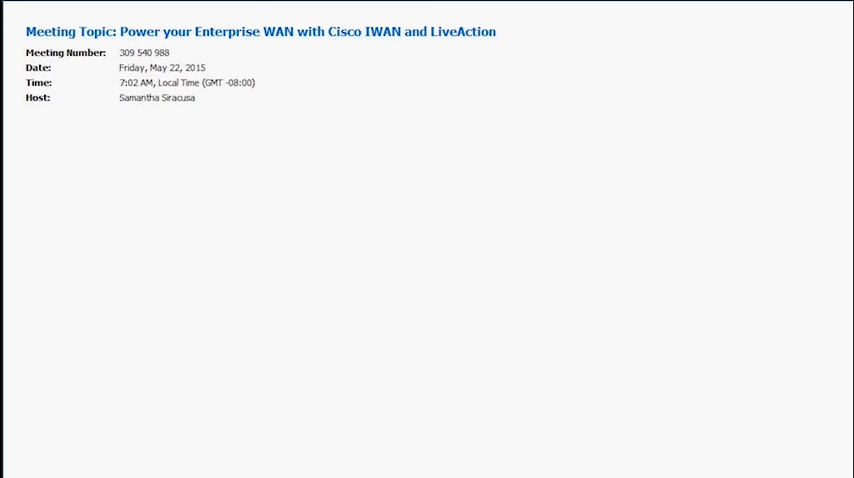 Meeting Topic: Power your Enterprise WAN with Cisco IWAN and LiveAction
Meeting Number: 309 540 988
Date: Friday, May 22, 2015
Time: 7:02 AM, Local Time (GMT -08:00)
Host: Samantha Siracusa